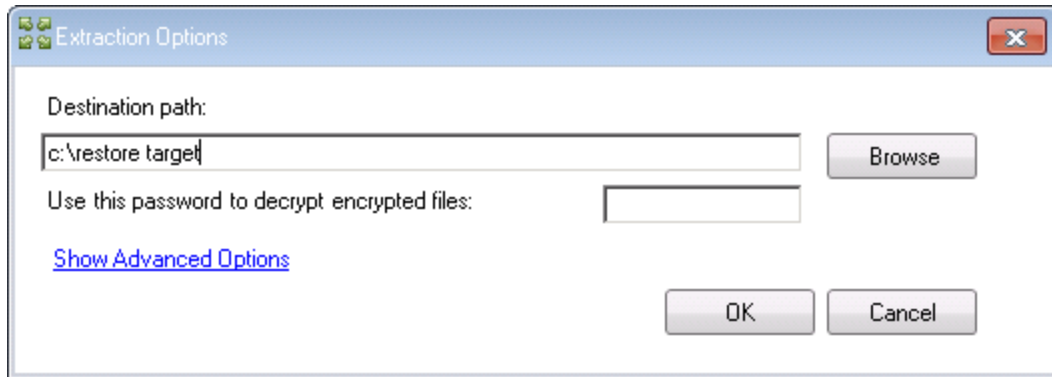 Extraction Options
Destination path:
c:\restore target
Browse
Use this password to decrypt encrypted files:
Show Advanced Options
OK
Cancel